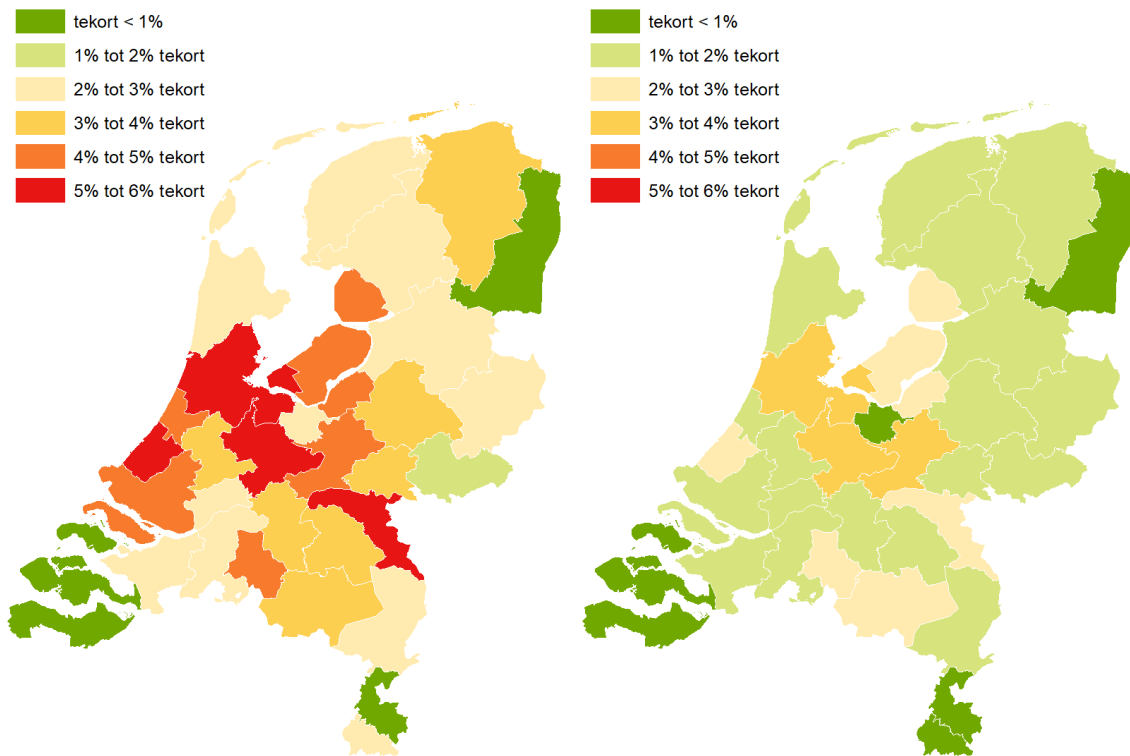 tekort < 1%
1% tot 2% tekort
2% tot 3% tekort
3% tot 4% tekort
4% tot 5% tekort
5% tot 6% tekort
tekort < 1%
1% tot 2% tekort
2% tot 3% tekort
3% tot 4% tekort
4% tot 5% tekort
5% tot 6% tekort